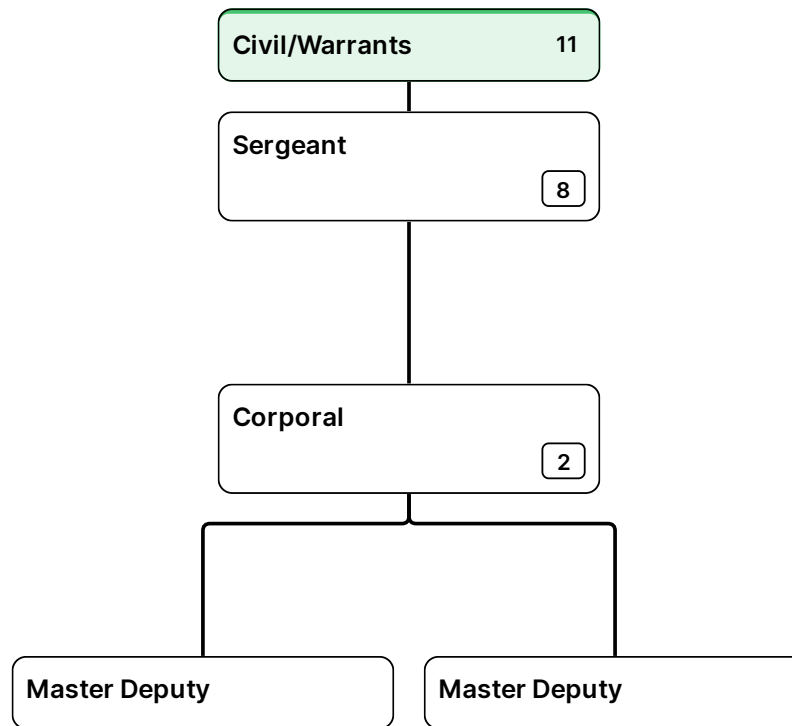 Civil/Warrants 11
Sergeant
8
Corporal
2
Master Deputy Master Deputy